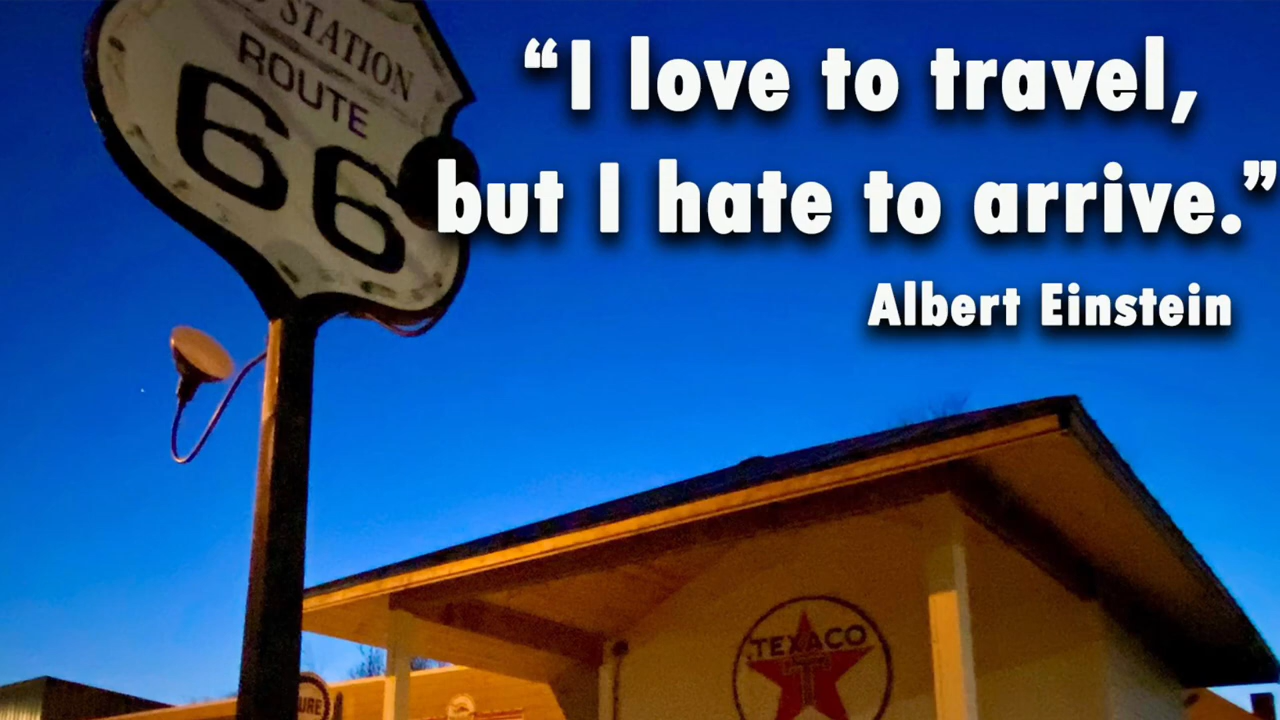 STATION
ROUTE
66
“I love to travel,
but I hate to arrive.”
Albert Einstein
TEXACO
T